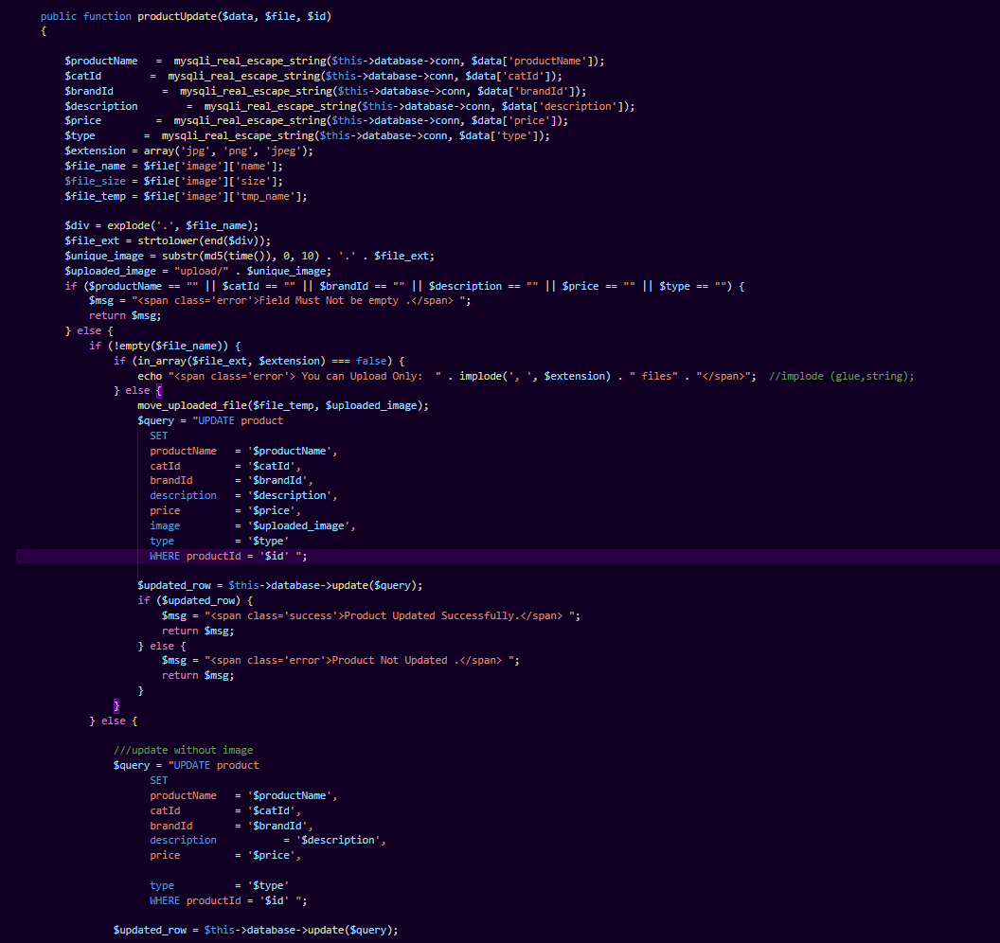 public function productUpdate($data, $file, $id)
{
$productName = mysqli_real_escape_string($this->database->conn, $data['productName']);
$catId = mysqli_real_escape_string($this->database->conn, $data['catId']);
$brandId = mysqli_real_escape_string($this->database->conn, $data['brandId']);
$description = mysqli_real_escape_string($this->database->conn, $data['description']);
$price = mysqli_real_escape_string($this->database->conn, $data['price']);
$type = mysqli_real_escape_string($this->database->conn, $data['type']);
$extension = array('jpg', 'png', 'jpeg');
$file_name = $file['image']['name'];
$file_size = $file['image']['size'];
$file_temp = $file['image']['tmp_name'];
$div = explode('.', $file_name);
$file_ext = strtolower(end($div));
$unique_image = substr(md5(time()), 0, 10) . '.' . $file_ext;
$uploaded_image = "upload/" . $unique_image;
if ($productName == "" || $catId == "" || $brandId == "" || $description == "" || $price == "" || $type == "") {
$msg = "<span class='error'>Field Must Not be empty .</span> ";
return $msg;
} else {
if (!empty($file_name)) {
if (in_array($file_ext, $extension) === false) {
echo "<span class='error'> You can Upload Only:  " . implode(', ', $extension) . " files" . "</span>";  //implode (glue,string);
} else {
move_uploaded_file($file_temp, $uploaded_image);
$query = "UPDATE product
SET
productName = '$productName',
catId = '$catId',
brandId = '$brandId',
description = '$description',
price = '$price',
image = '$uploaded_image',
type = '$type'
WHERE productId = '$id' ";
$updated_row = $this->database->update($query);
if ($updated_row) {
$msg = "<span class='success'>Product Updated Successfully.</span> ";
return $msg;
} else {
$msg = "<span class='error'>Product Not Updated .</span> ";
return $msg;
}
}
} else {
///update without image
$query = "UPDATE product
SET
productName = '$productName',
catId = '$catId',
brandId = '$brandId',
description = '$description',
price = '$price',
type = '$type'
WHERE productId = '$id' ";
$updated_row = $this->database->update($query);